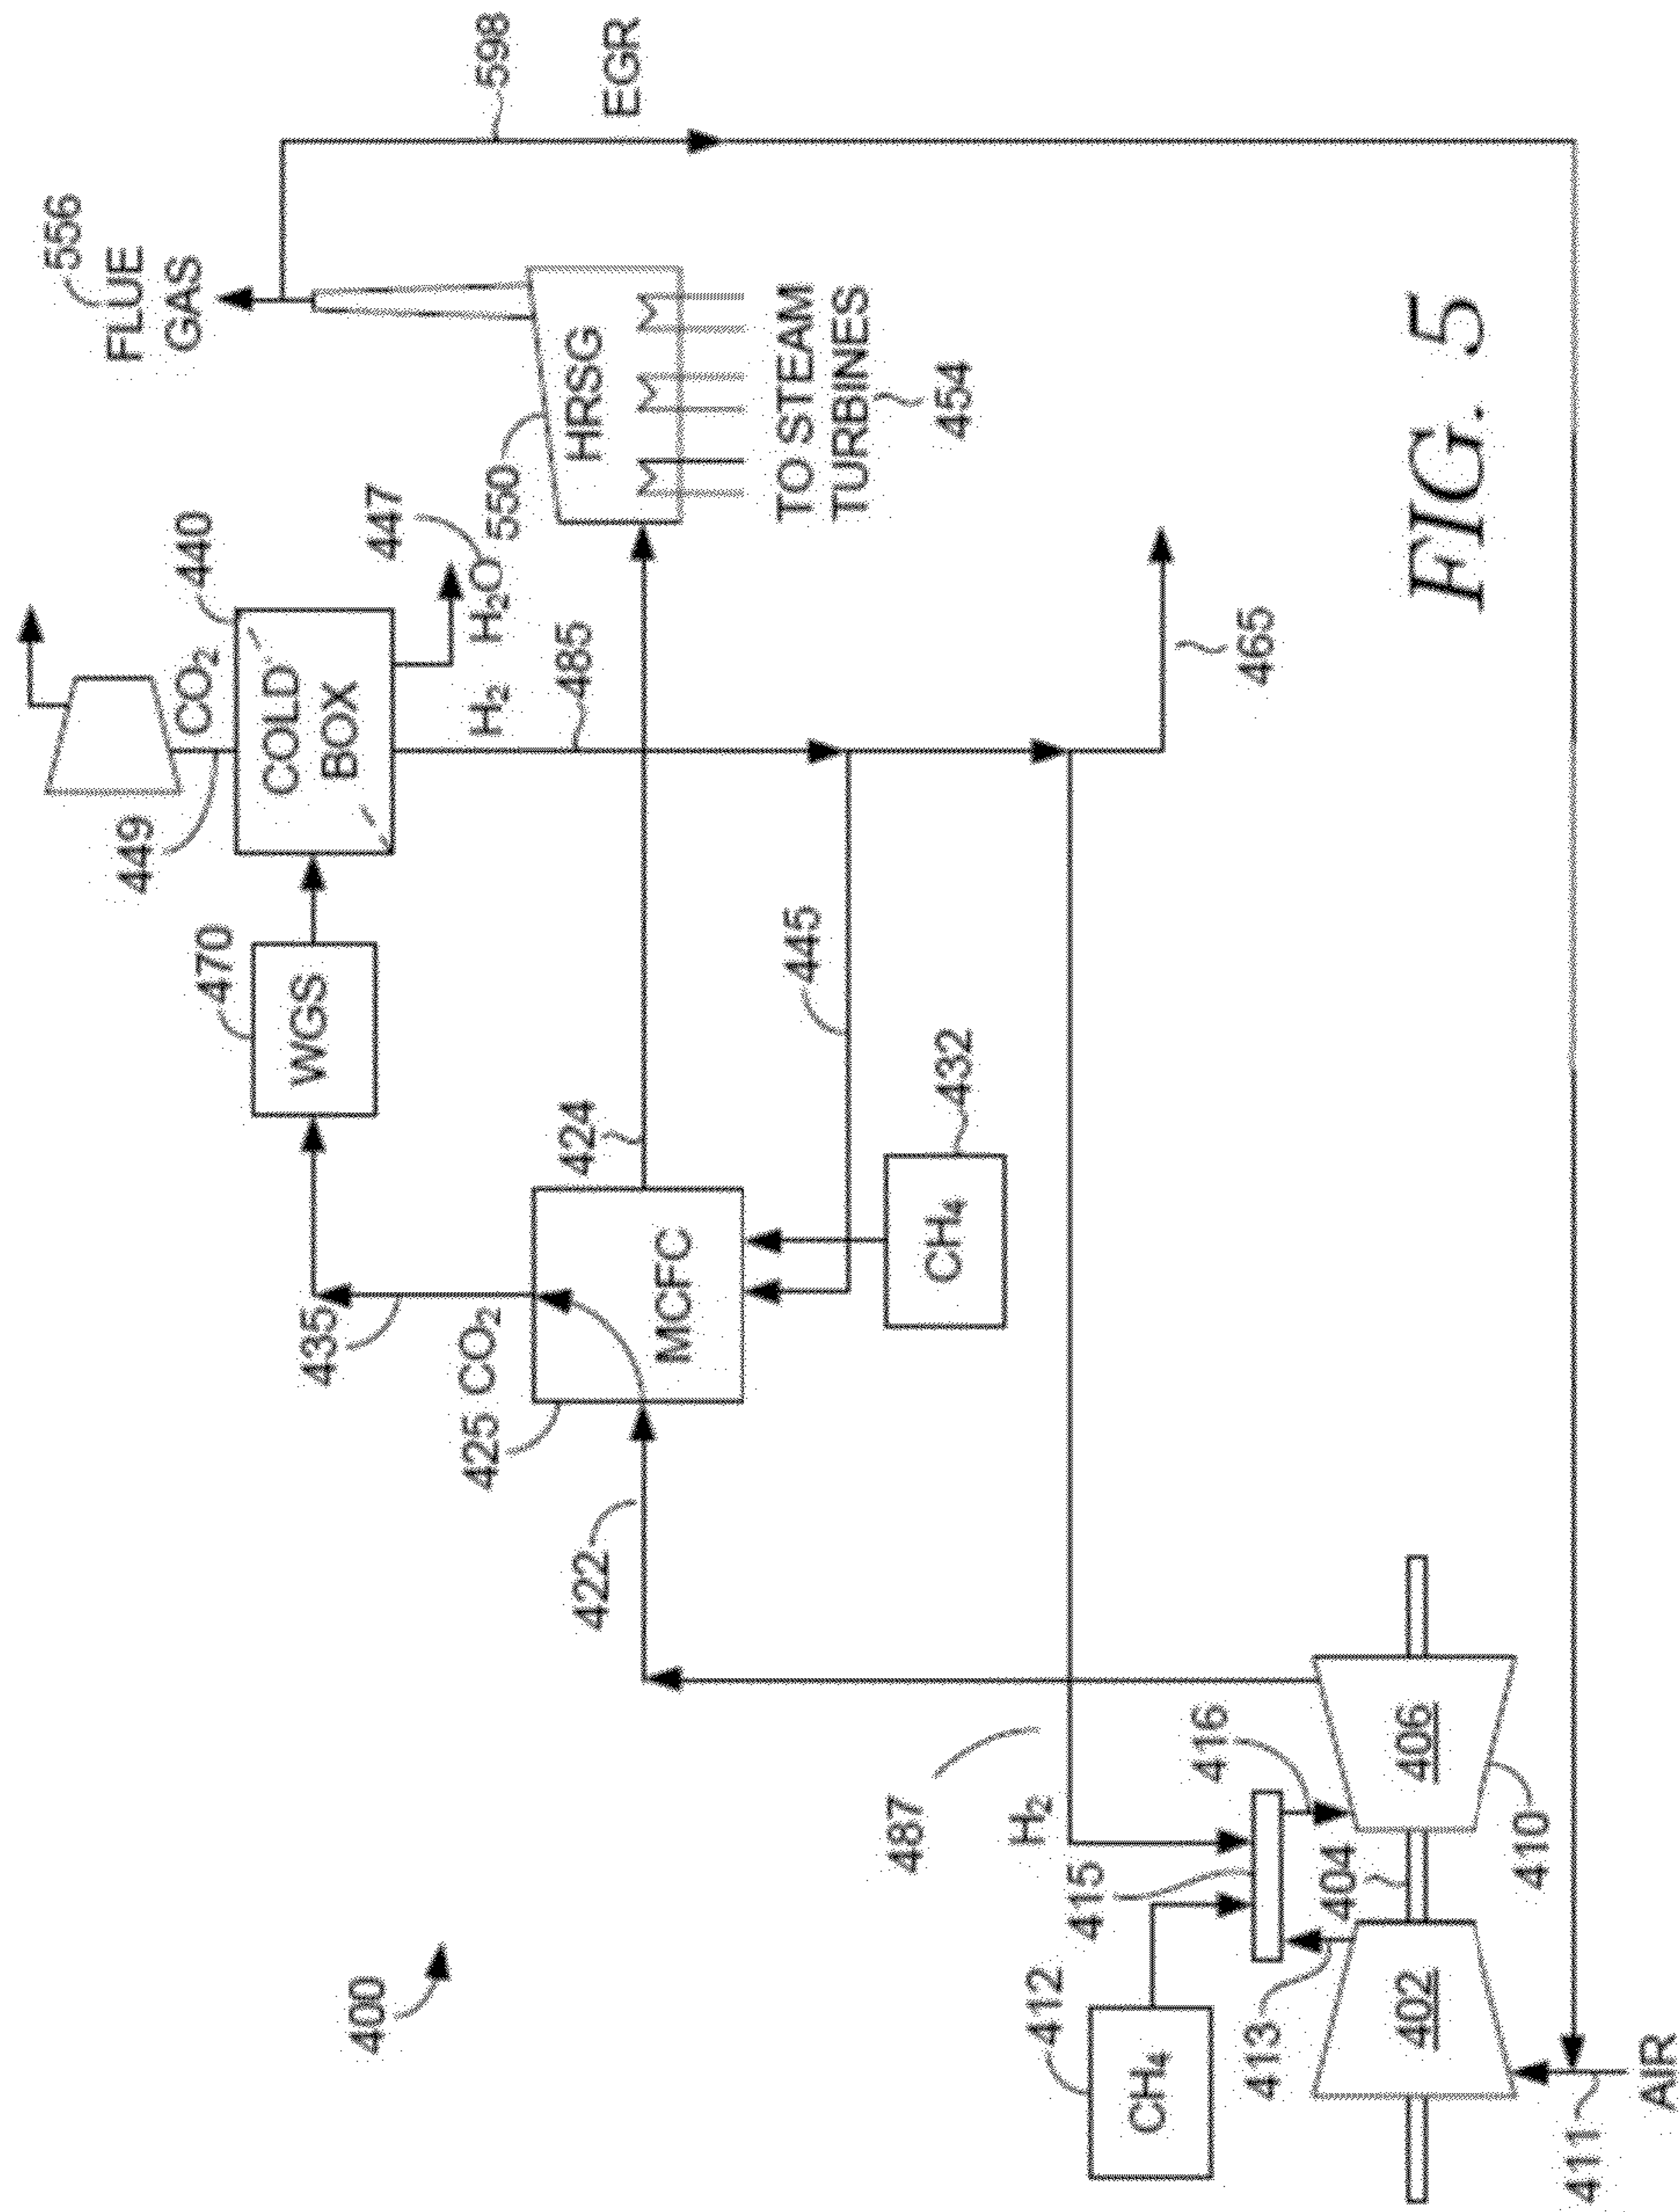 400
556
FLUE
GAS
598
EGR
CO₂
449
440
COLD
BOX
447
H₂
H₂O
485
470
WGS
435
425
CO₂
MCFC
424
422
550
HRSG
TO STEAM
TURBINES
454
445
432
CH₄
465
487
H₂
412
CH₄
415
416
413
404
402
406
410
411
AIR
FIG. 5